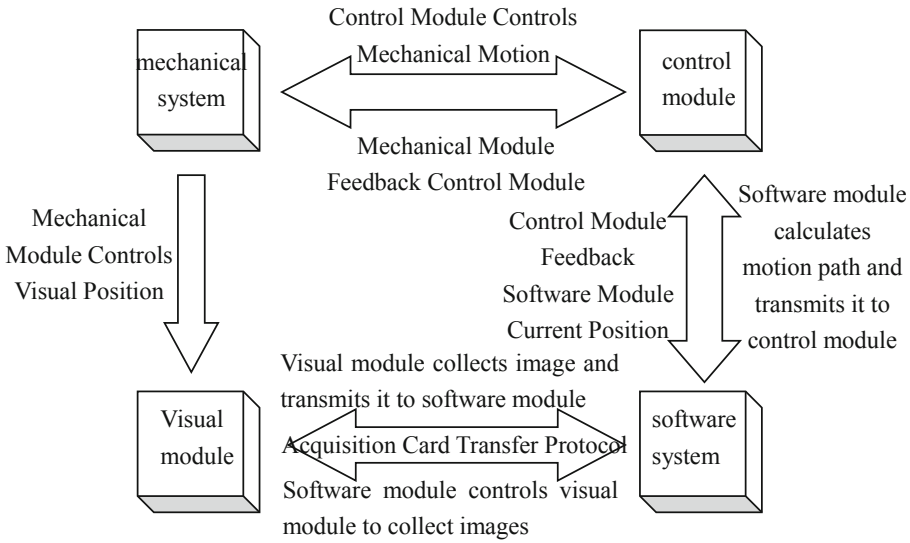 Control Module Controls
Mechanical Motion
mechanical
system
control
module
Mechanical Module
Feedback Control Module
Mechanical
Module Controls
Visual Position
Control Module
Feedback
Software Module
Current Position
Software module
calculates
motion path and
transmits it to
control module
Visual module collects image and
transmits it to software module
Visual
module
Acquisition Card Transfer Protocol
software
system
Software module controls visual
module to collect images